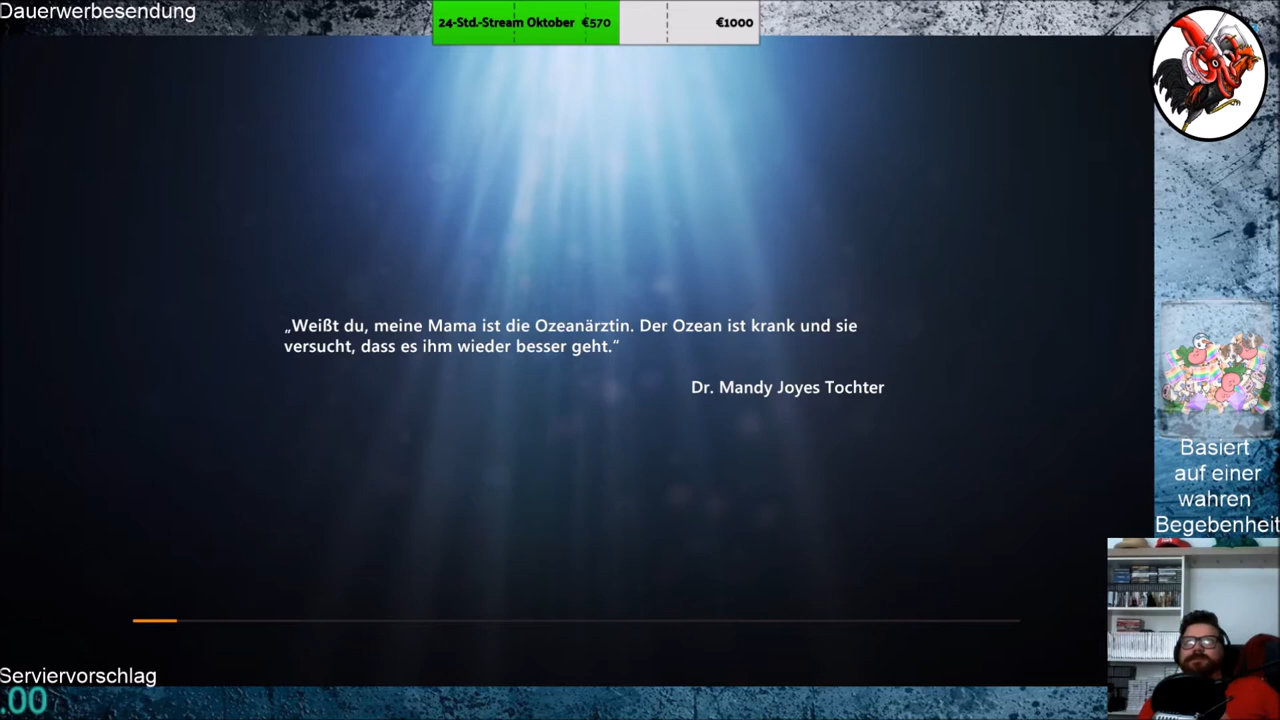 Dauerwerbesendung
24-Std.-Stream Oktober €570 €1000
„Weißt du, meine Mama ist die Ozeanärztin. Der Ozean ist krank und sie
versucht, dass es ihm wieder besser geht.“
Dr. Mandy Joyes Tochter
Basiert
auf einer
wahren
Begebenheit
Serviervorschlag
.00